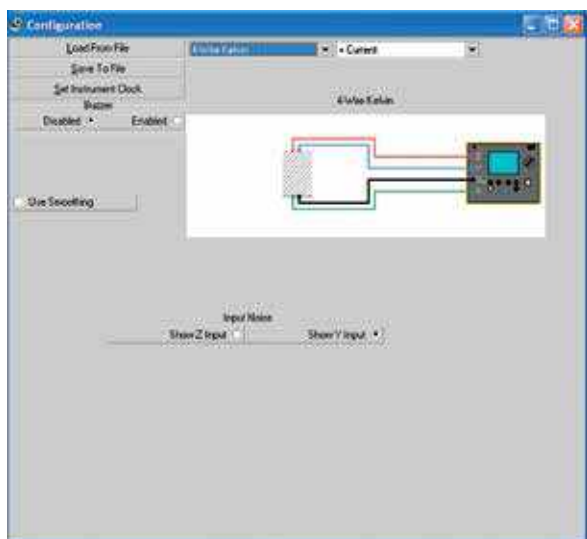 Configuration
Load From File
4-Wire Kelvin
+ Current
Save To File
Set Instrument Clock
Buzzer
4-Wire Kelvin
Disabled
Enabled
Use Smoothing
Input Noise
Show Z Input
Show Y Input